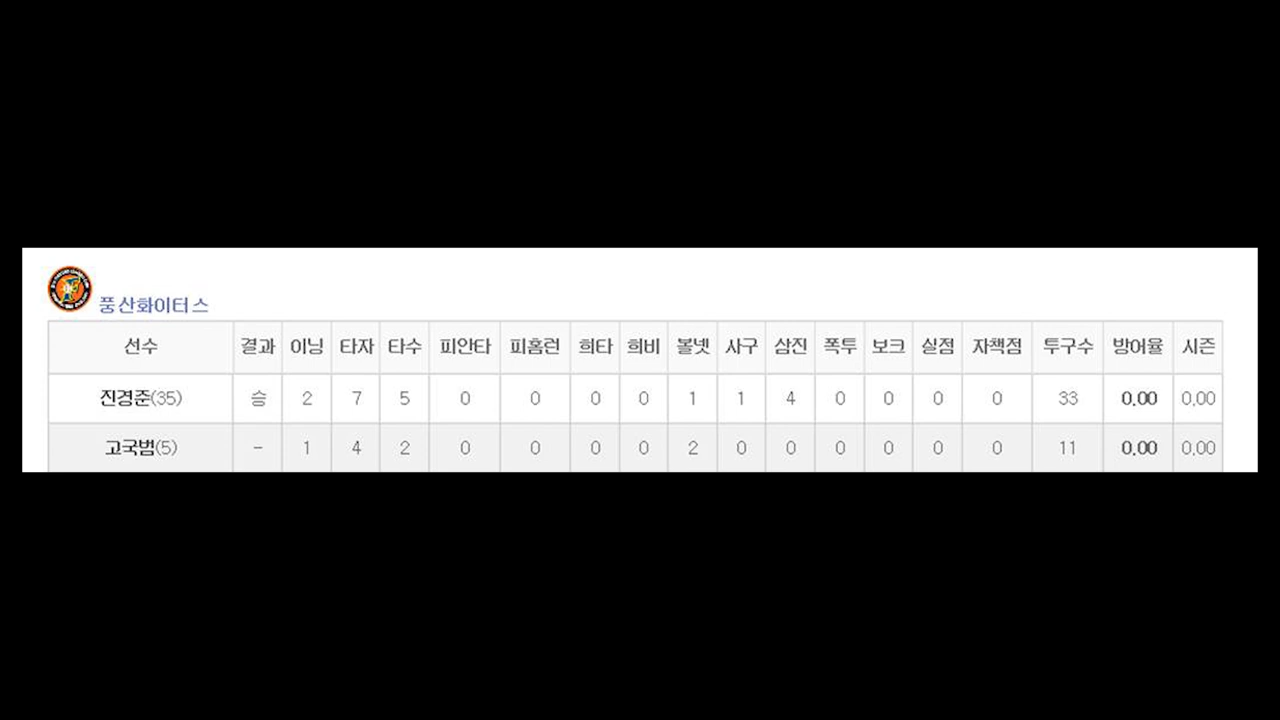 풍산화이터스
선수 결과 이닝 타자 타수 피안타 피홈런 희타 희비 볼넷 사구 삼진 폭투 보크 실점 자책점 투구수 방어율 시즌
진경준(35) 승 2 7 5 0 0 0 0 1 1 4 0 0 0 0 33 0.00 0.00
고국범(5) - 1 4 2 0 0 0 0 2 0 0 0 0 0 0 11 0.00 0.00